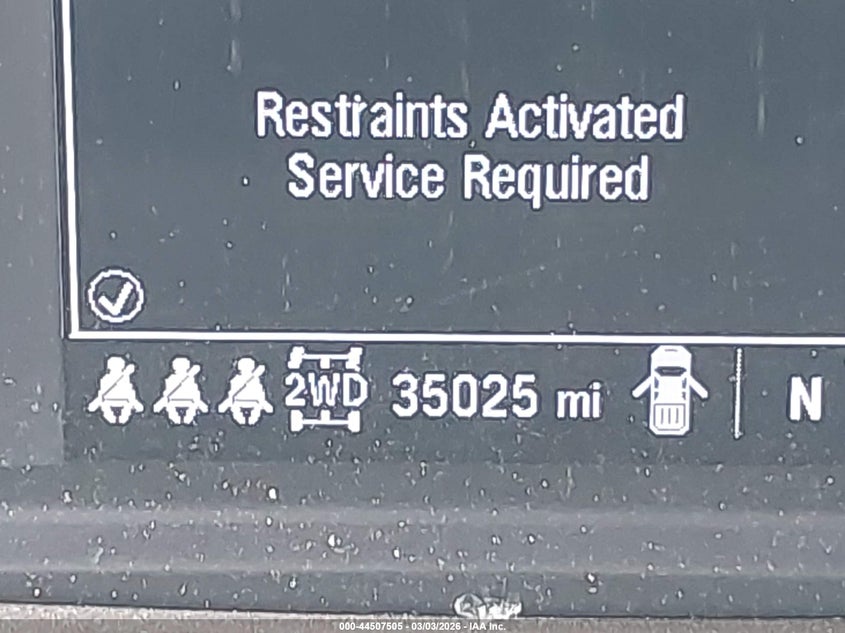 Restraints Activated
Service Required
2WD 35025 mi N
000-44507505 - 03/03/2026 - IAA Inc.